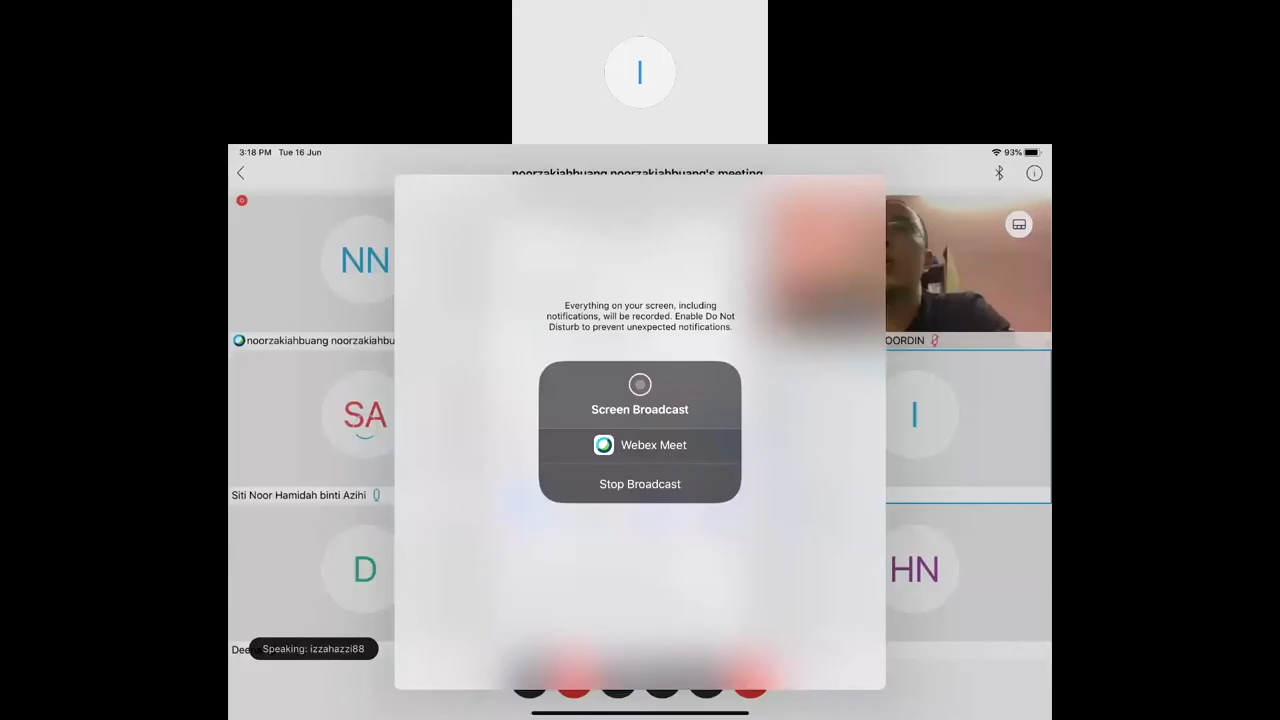 I
3:18 PM Tue 16 Jun
93%
noorzakiahbuang noorzakiahbuang's meeting
NN
noorzakiahbuang noorzakiahbu
OORDIN
Everything on your screen, including
notifications, will be recorded. Enable Do Not
Disturb to prevent unexpected notifications.
Screen Broadcast
Webex Meet
Stop Broadcast
SA
I
Siti Noor Hamidah binti Azihi
D
HN
Speaking: izzahazzi88